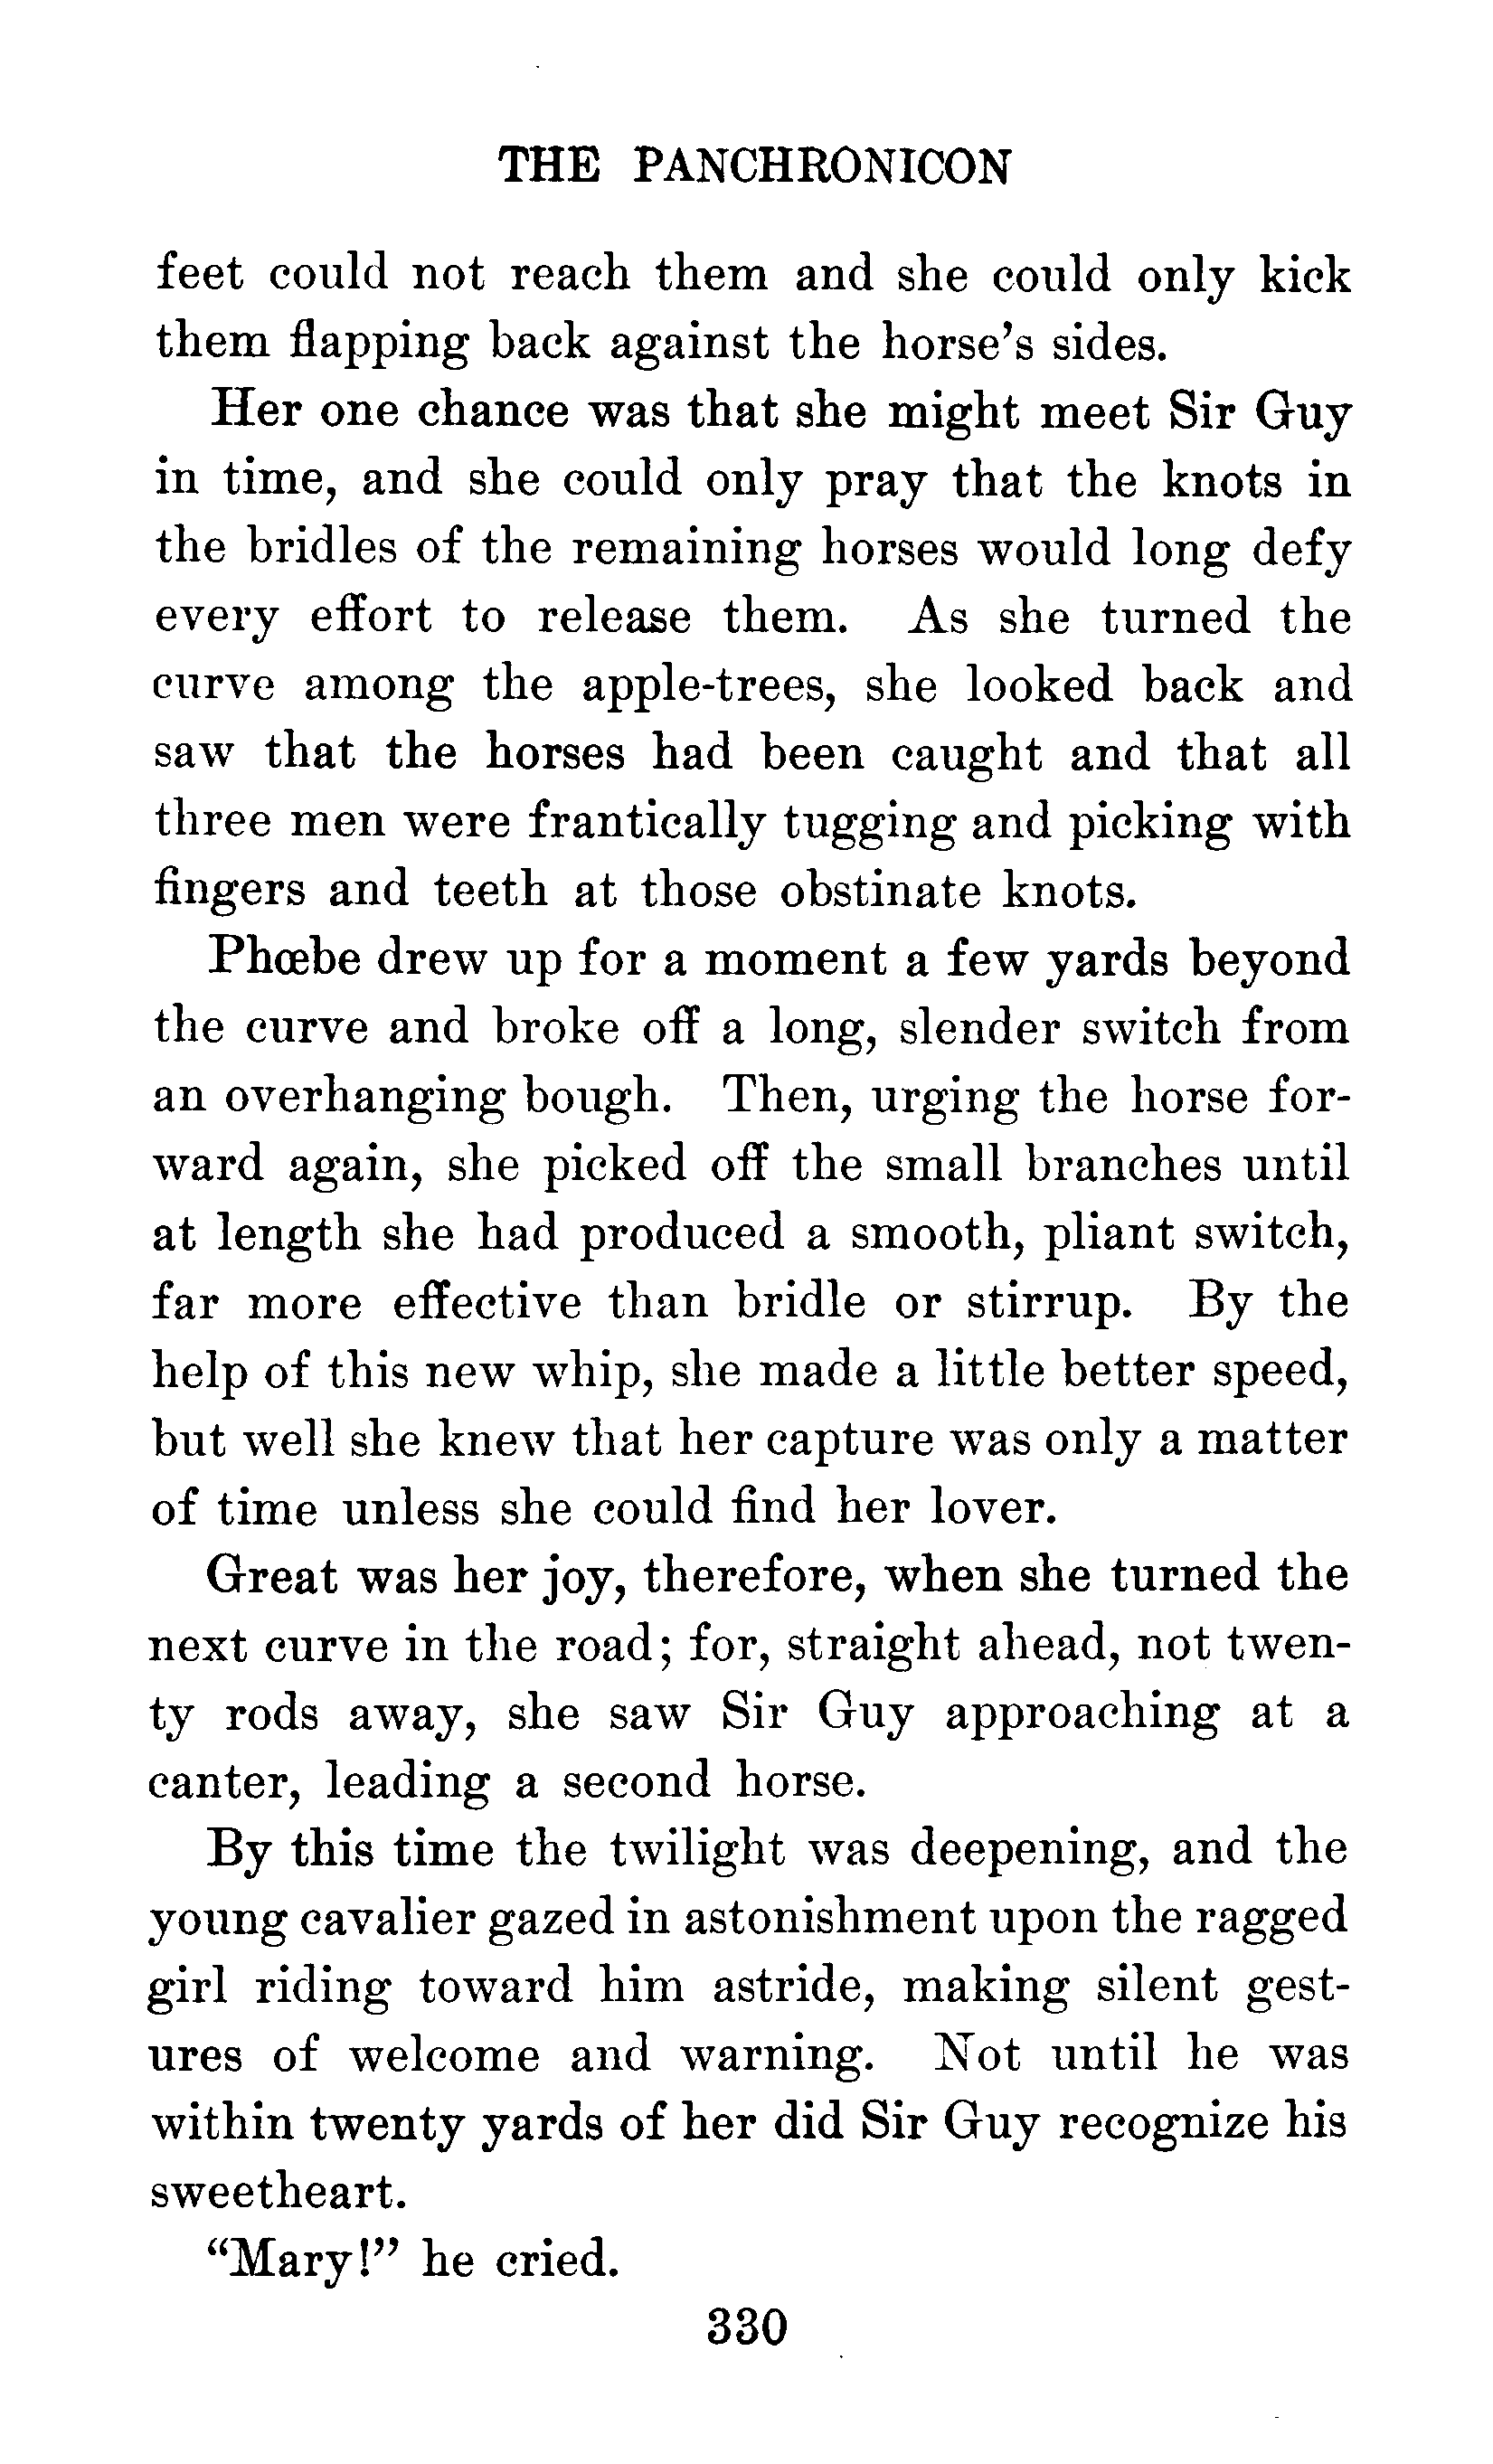 THE PANCHRONICON
feet could not reach them and she could only kick
them flapping back against the horse's sides.
Her one chance was that she might meet Sir Guy
in time, and she could only pray that the knots in
the bridles of the remaining horses would long defy
every effort to release them. As she turned the
curve among the apple-trees, she looked back and
saw that the horses had been caught and that all
three men were frantically tugging and picking with
fingers and teeth at those obstinate knots.
Phœbe drew up for a moment a few yards beyond
the curve and broke off a long, slender switch from
an overhanging bough. Then, urging the horse for-
ward again, she picked off the small branches until
at length she had produced a smooth, pliant switch,
far more effective than bridle or stirrup. By the
help of this new whip, she made a little better speed,
but well she knew that her capture was only a matter
of time unless she could find her lover.
Great was her joy, therefore, when she turned the
next curve in the road; for, straight ahead, not twen-
ty rods away, she saw Sir Guy approaching at a
canter, leading a second horse.
By this time the twilight was deepening, and the
young cavalier gazed in astonishment upon the ragged
girl riding toward him astride, making silent gest-
ures of welcome and warning. Not until he was
within twenty yards of her did Sir Guy recognize his
sweetheart.
"Mary!" he cried.
330